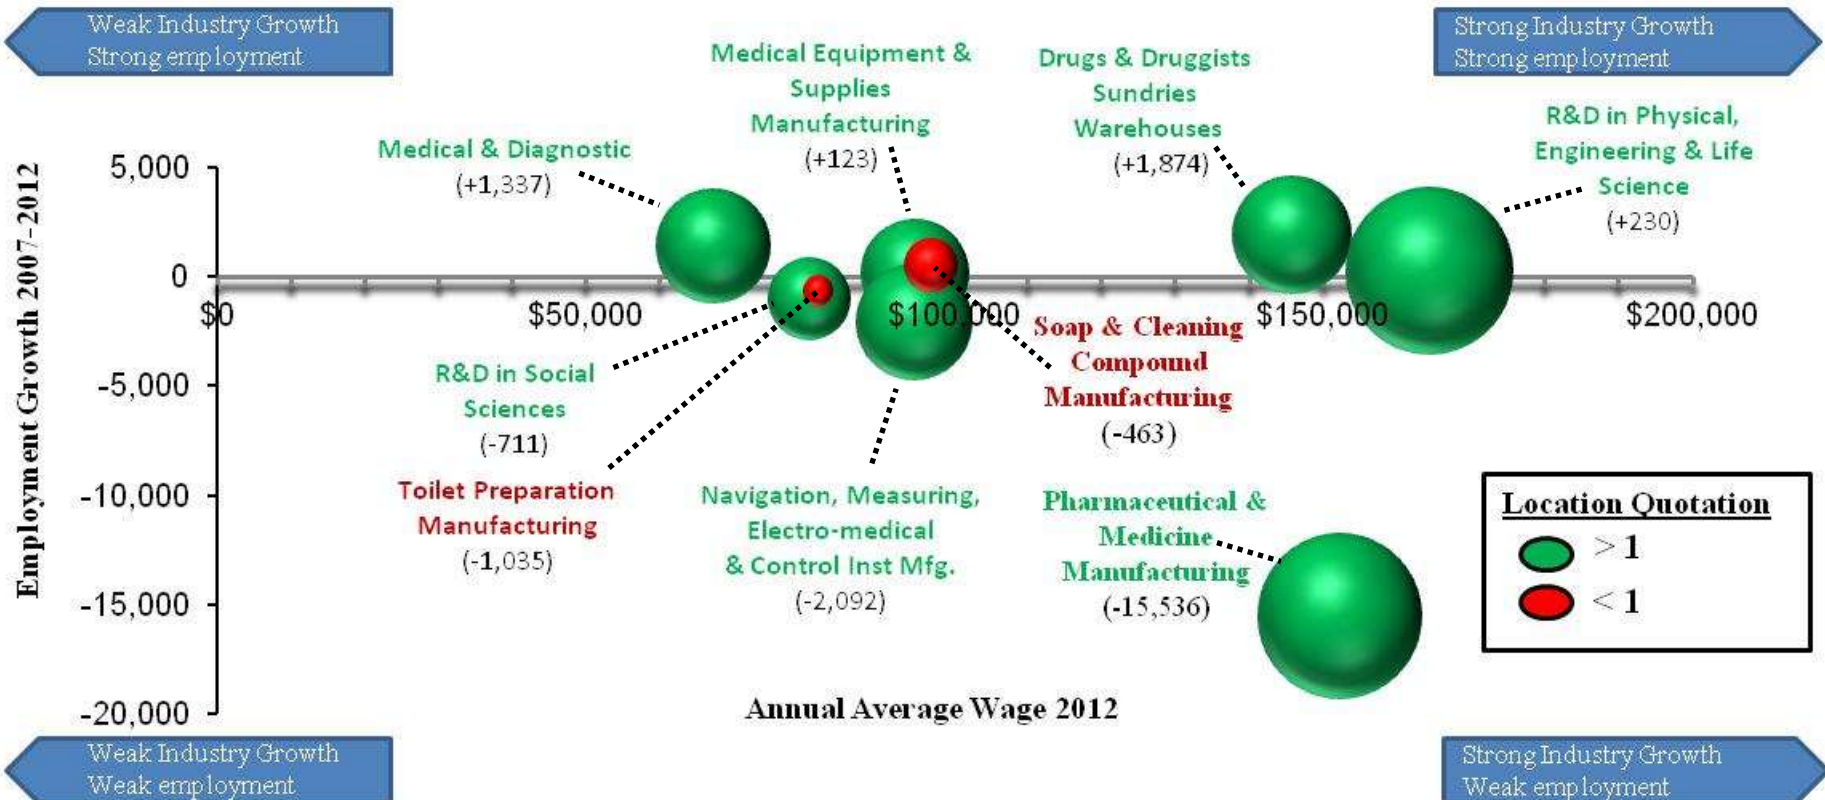 Weak Industry Growth
Strong employment
Strong Industry Growth
Strong employment
Medical Equipment &
Supplies
Manufacturing
(+123)
Drugs & Druggists
Sundries
Warehouses
(+1,874)
R&D in Physical,
Engineering & Life
Science
(+230)
Medical & Diagnostic
(+1,337)
Employment Growth 2007-2012
5,000
0
-5,000
-10,000
-15,000
-20,000
$0
$50,000
$100,000
$150,000
$200,000
Soap & Cleaning
Compound
Manufacturing
(-463)
R&D in Social
Sciences
(-711)
Toilet Preparation
Manufacturing
(-1,035)
Navigation, Measuring,
Electro-medical
& Control Inst Mfg.
(-2,092)
Pharmaceutical &
Medicine
Manufacturing
(-15,536)
Location Quotation
> 1
< 1
Annual Average Wage 2012
Weak Industry Growth
Weak employment
Strong Industry Growth
Weak employment